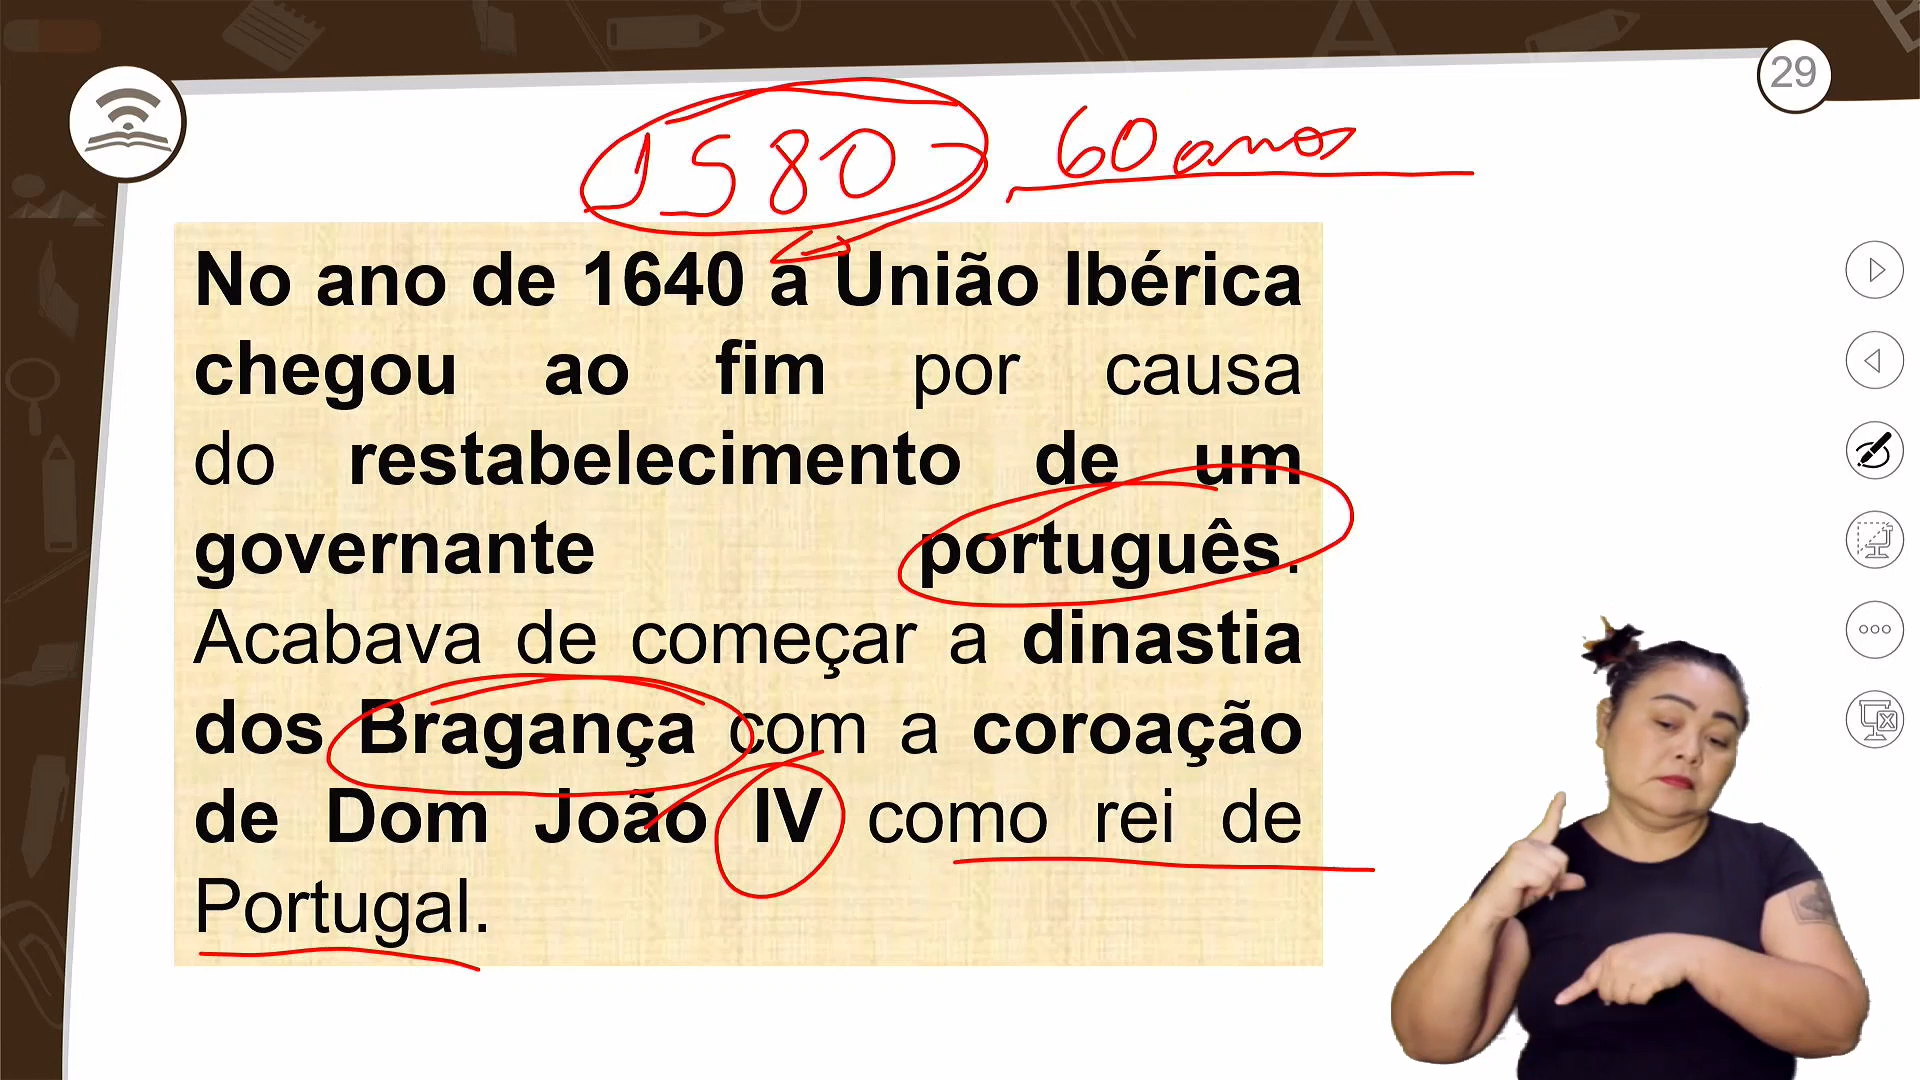 29
1580 60 anos
No ano de 1640 a União Ibérica
chegou ao fim por causa
do restabelecimento de um
governante português.
Acabava de começar a dinastia
dos Bragança com a coroação
de Dom João IV como rei de
Portugal.